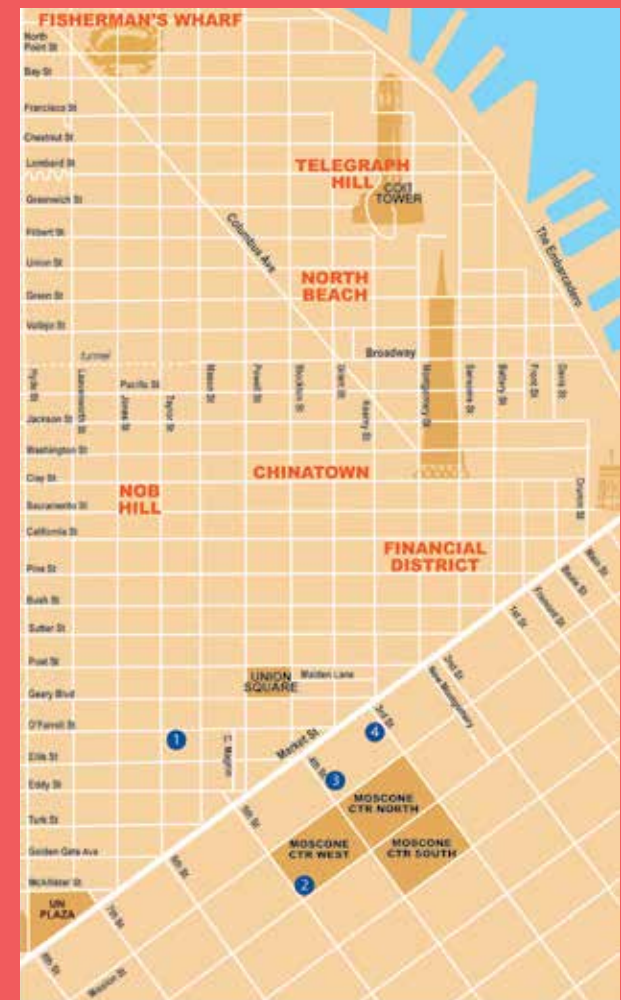 FISHERMAN'S WHARF
North
Point St
Bay St
Francisco St
Chestnut St
Lombard St
TELEGRAPH
HILL
COIT
TOWER
Greenwich St
Columbus Ave
The Embarcadero
Filbert St
Union St
NORTH
BEACH
Green St
Vallejo St
tunnel
Broadway
Hyde St
Leavenworth St
Jones St
Pacific St
Taylor St
Mason St
Powell St
Stockton St
Grant St
Kearny St
Montgomery St
Sansome St
Battery St
Front St
Davis St
Jackson St
Washington St
Clay St
CHINATOWN
NOB
HILL
Sacramento St
Drumm St
California St
FINANCIAL
DISTRICT
Pine St
Main St
Beale St
Fremont St
1st St
Bush St
Sutter St
Post St
UNION
SQUARE
Maiden Lane
2nd St
New Montgomery
Geary Blvd
O'Farrell St
1
C. Magnin
Market St
3rd St
4
Ellis St
4th St
3
Eddy St
MOSCONE
CTR NORTH
Turk St
5th St
MOSCONE
CTR WEST
MOSCONE
CTR SOUTH
Golden Gate Ave
6th St
2
McAllister St
UN
PLAZA
7th St
8th St
Mission St